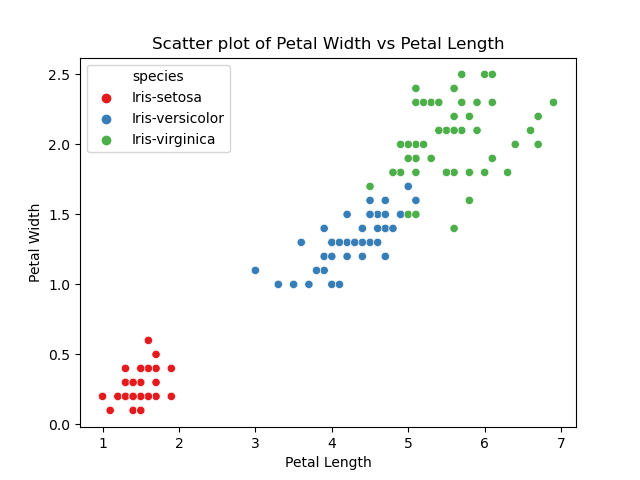 Scatter plot of Petal Width vs Petal Length
species
Iris-setosa
Iris-versicolor
Iris-virginica
2.5
2.0
1.5
1.0
0.5
0.0
Petal Width
1 2 3 4 5 6 7
Petal Length